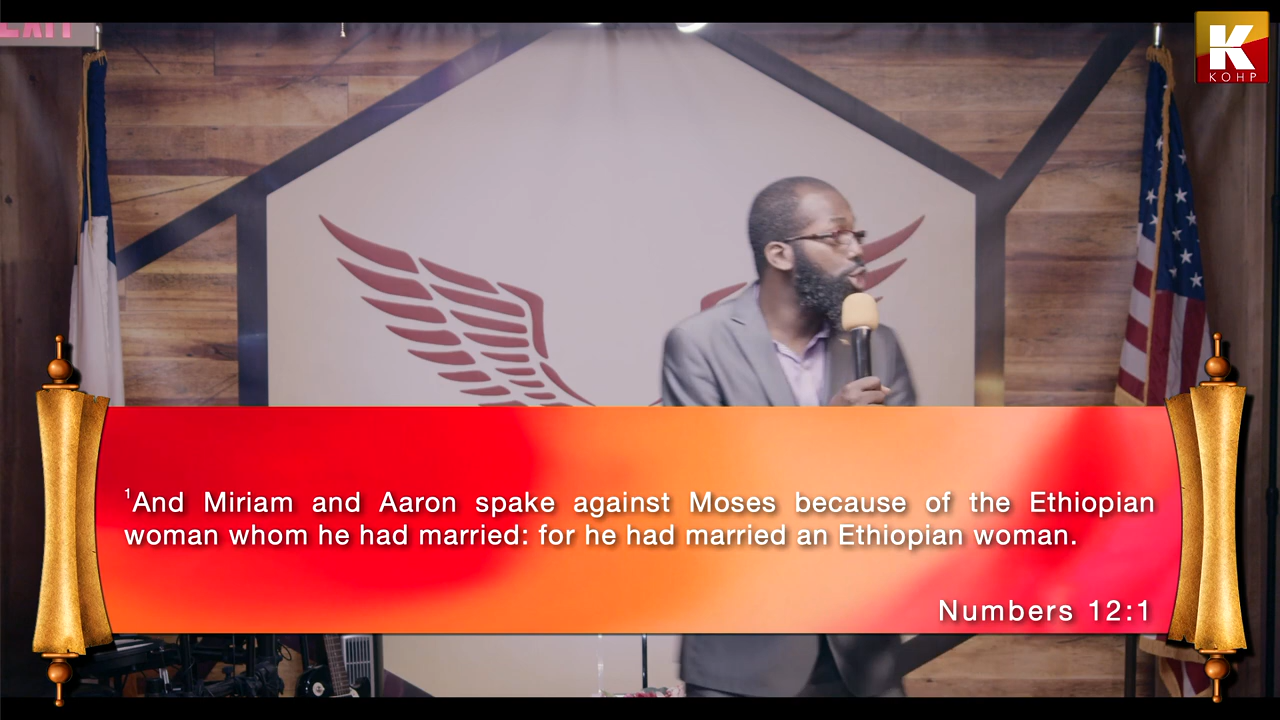 EXIT
K
KOHP
¹And Miriam and Aaron spake against Moses because of the Ethiopian
woman whom he had married: for he had married an Ethiopian woman.
Numbers 12:1